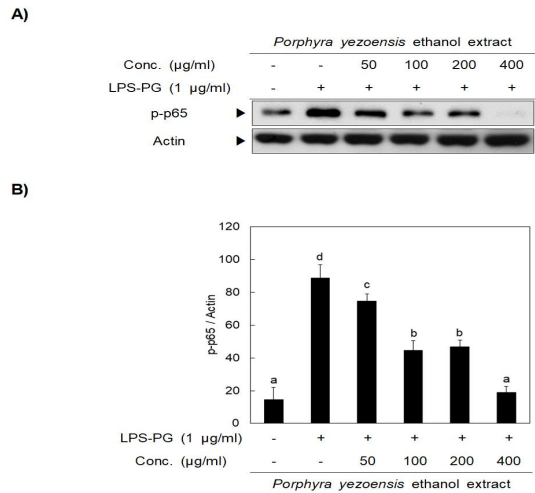 A)
Porphyra yezoensis ethanol extract
Conc. (μg/ml) - - 50 100 200 400
LPS-PG (1 μg/ml) - + + + + +
p-p65
Actin
B)
120
100
80
60
40
20
0
p-p65 / Actin
a d c b b a
LPS-PG (1 μg/ml) - + + + + +
Conc. (μg/ml) - - 50 100 200 400
Porphyra yezoensis ethanol extract